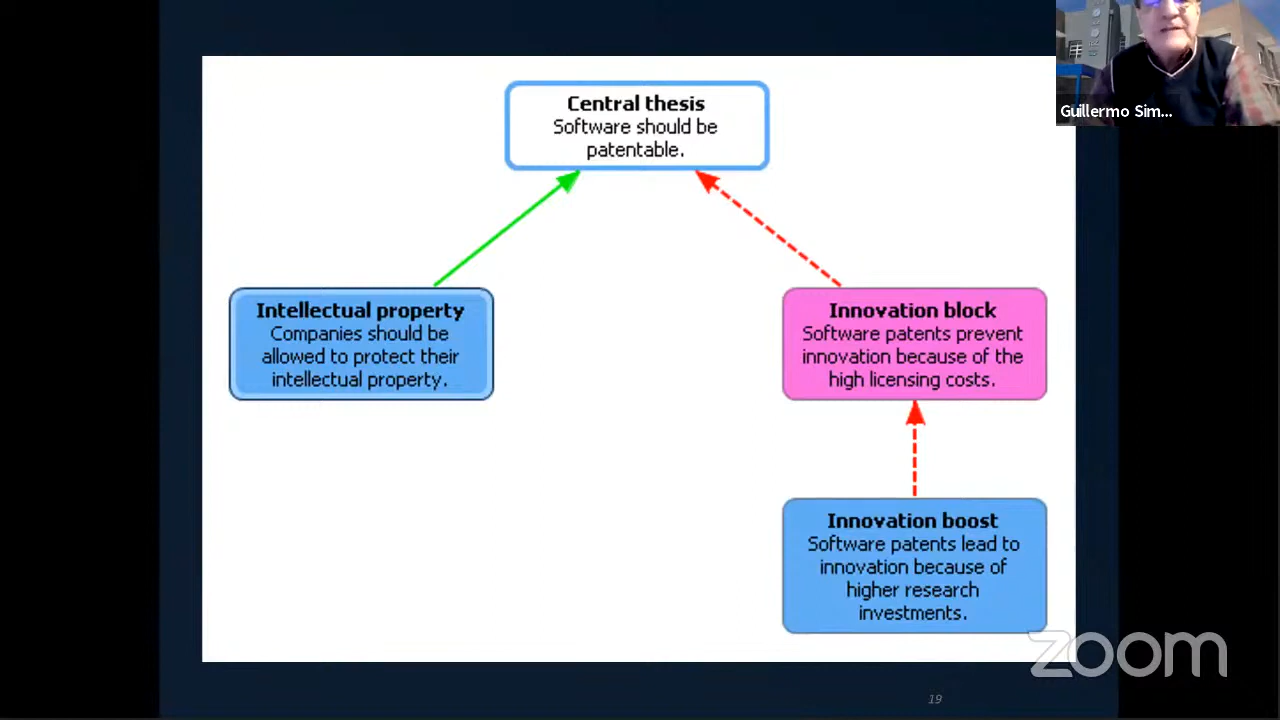 Central thesis
Software should be
patentable.
Guillermo Sim...
Intellectual property
Companies should be
allowed to protect their
intellectual property.
Innovation block
Software patents prevent
innovation because of the
high licensing costs.
Innovation boost
Software patents lead to
innovation because of
higher research
investments.
zoom
19